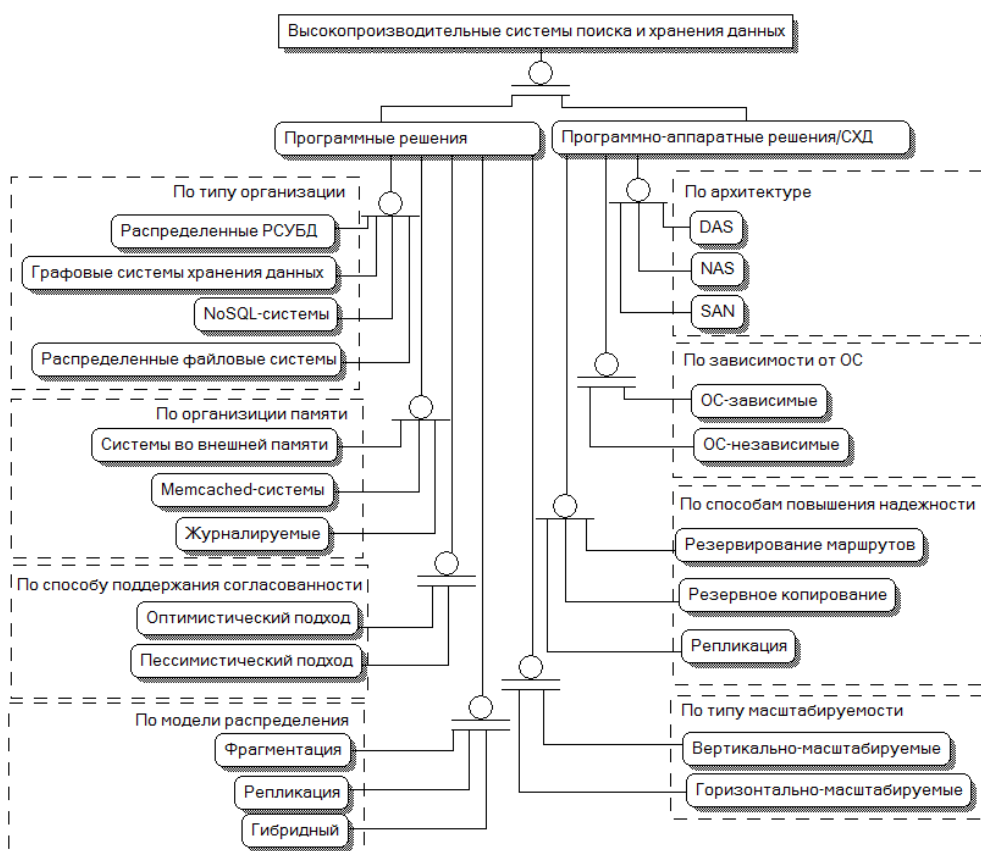 Высокопроизводительные системы поиска и хранения данных
Программные решения
Программно-аппаратные решения/СХД
По типу организации
Распределенные РСУБД
Графовые системы хранения данных
NoSQL-системы
Распределенные файловые системы
По организиции памяти
Системы во внешней памяти
Memcached-системы
Журналируемые
По способу поддержания согласованности
Оптимистический подход
Пессимистический подход
По модели распределения
Фрагментация
Репликация
Гибридный
По архитектуре
DAS
NAS
SAN
По зависимости от ОС
ОС-зависимые
ОС-независимые
По способам повышения надежности
Резервирование маршрутов
Резервное копирование
Репликация
По типу масштабируемости
Вертикально-масштабируемые
Горизонтально-масштабируемые